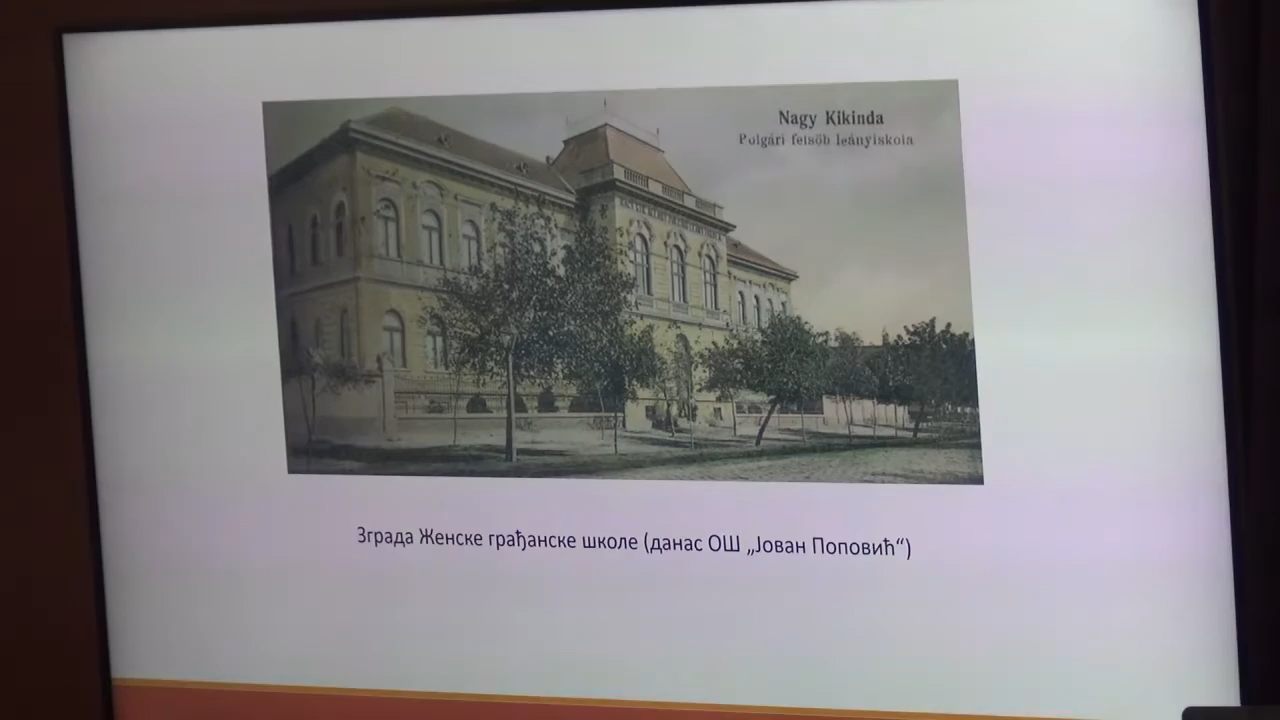 Nagy Kikinda
Polgári felsöb leányiskola
Зграда Женске грађанске школе (данас ОШ „Јован Поповић“)